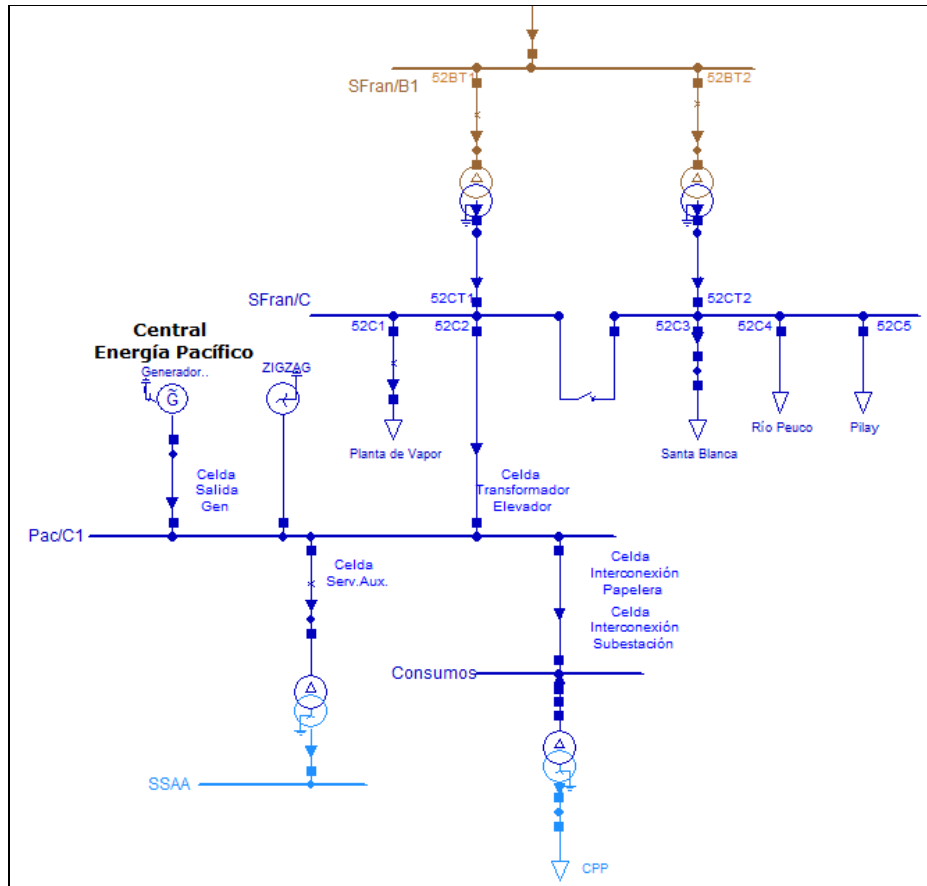 52BT1
52BT2
SFran/B1
52CT1
52CT2
SFran/C
52C1
52C2
52C3
52C4
52C5
Central
Energía Pacífico
Generador..
ZIGZAG
G
Planta de Vapor
Santa Blanca
Río Peuco
Pilay
Celda
Salida
Gen
Celda
Transformador
Elevador
Pac/C1
Celda
Serv.Aux.
Celda
Interconexión
Papelera
Celda
Interconexión
Subestación
Consumos
SSAA
CPP